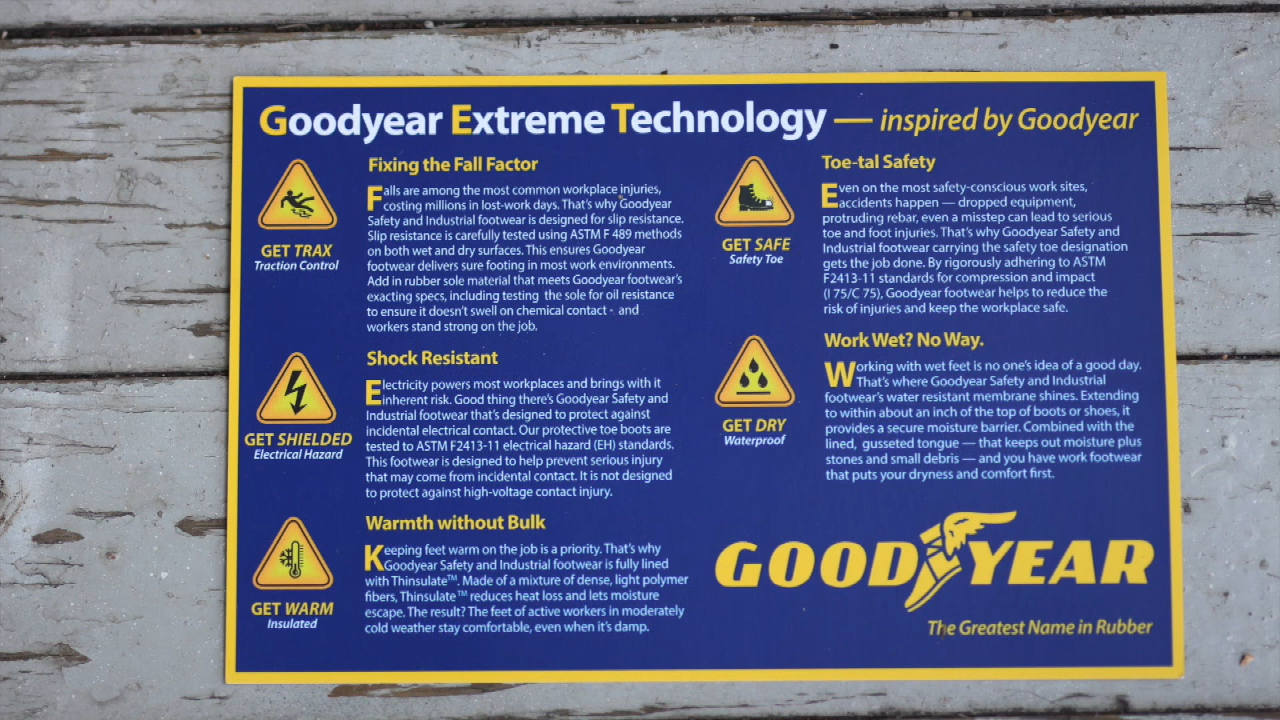 Goodyear Extreme Technology — inspired by Goodyear
GET TRAX
Traction Control
Fixing the Fall Factor
Falls are among the most common workplace injuries,
costing millions in lost-work days. That's why Goodyear
Safety and Industrial footwear is designed for slip resistance.
Slip resistance is carefully tested using ASTM F 489 methods
on both wet and dry surfaces. This ensures Goodyear
footwear delivers sure footing in most work environments.
Add in rubber sole material that meets Goodyear footwear's
exacting specs, including testing the sole for oil resistance
to ensure it doesn't swell on chemical contact - and
workers stand strong on the job.
GET SHIELDED
Electrical Hazard
Shock Resistant
Electricity powers most workplaces and brings with it
inherent risk. Good thing there's Goodyear Safety and
Industrial footwear that's designed to protect against
incidental electrical contact. Our protective toe boots are
tested to ASTM F2413-11 electrical hazard (EH) standards.
This footwear is designed to help prevent serious injury
that may come from incidental contact. It is not designed
to protect against high-voltage contact injury.
GET WARM
Insulated
Warmth without Bulk
Keeping feet warm on the job is a priority. That's why
Goodyear Safety and Industrial footwear is fully lined
with Thinsulate™. Made of a mixture of dense, light polymer
fibers, Thinsulate™ reduces heat loss and lets moisture
escape. The result? The feet of active workers in moderately
cold weather stay comfortable, even when it's damp.
GET SAFE
Safety Toe
Toe-tal Safety
Even on the most safety-conscious work sites,
accidents happen — dropped equipment,
protruding rebar, even a misstep can lead to serious
toe and foot injuries. That's why Goodyear Safety and
Industrial footwear carrying the safety toe designation
gets the job done. By rigorously adhering to ASTM
F2413-11 standards for compression and impact
(I 75/C 75), Goodyear footwear helps to reduce the
risk of injuries and keep the workplace safe.
GET DRY
Waterproof
Work Wet? No Way.
Working with wet feet is no one's idea of a good day.
That's where Goodyear Safety and Industrial
footwear's water resistant membrane shines. Extending
to within about an inch of the top of boots or shoes, it
provides a secure moisture barrier. Combined with the
lined, gusseted tongue — that keeps out moisture plus
stones and small debris — and you have work footwear
that puts your dryness and comfort first.
GOODYEAR
The Greatest Name in Rubber